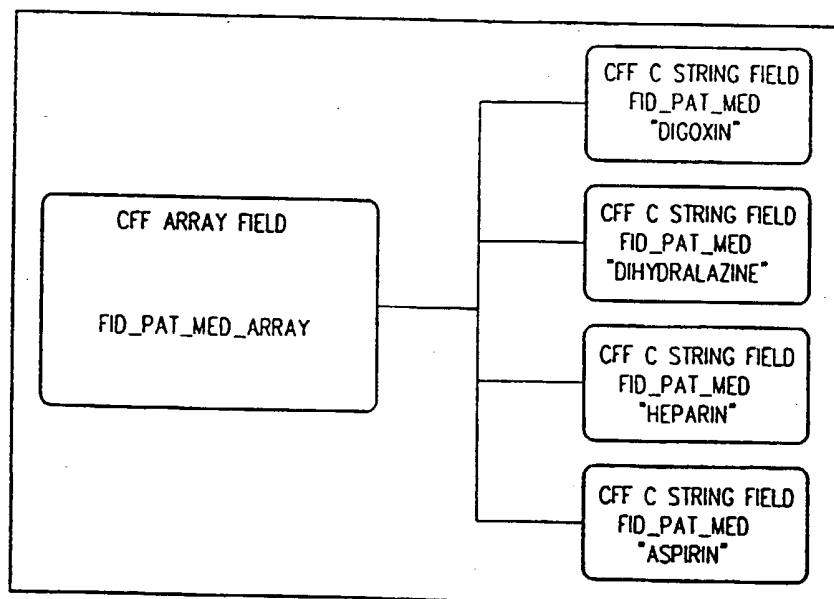 CFF ARRAY FIELD
FID_PAT_MED_ARRAY
CFF C STRING FIELD
FID_PAT_MED
"DIGOXIN"
CFF C STRING FIELD
FID_PAT_MED
"DIHYDRALAZINE"
CFF C STRING FIELD
FID_PAT_MED
"HEPARIN"
CFF C STRING FIELD
FID_PAT_MED
"ASPIRIN"